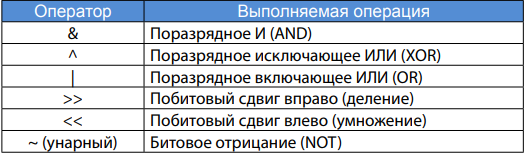 Оператор Выполняемая операция
& Поразрядное И (AND)
^ Поразрядное исключающее ИЛИ (XOR)
| Поразрядное включающее ИЛИ (OR)
>> Побитовый сдвиг вправо (деление)
<< Побитовый сдвиг влево (умножение)
~ (унарный) Битовое отрицание (NOT)